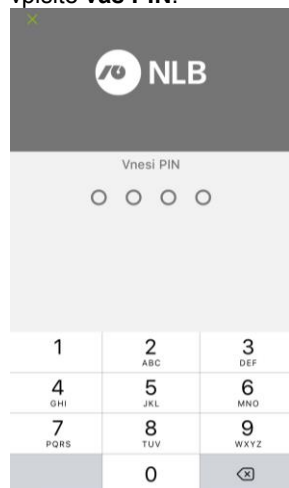 vpišite vaš PIN.
NLB
Vnesi PIN
1 2 3
ABC DEF
4 5 6
GHI JKL MNO
7 8 9
PQRS TUV WXYZ
0